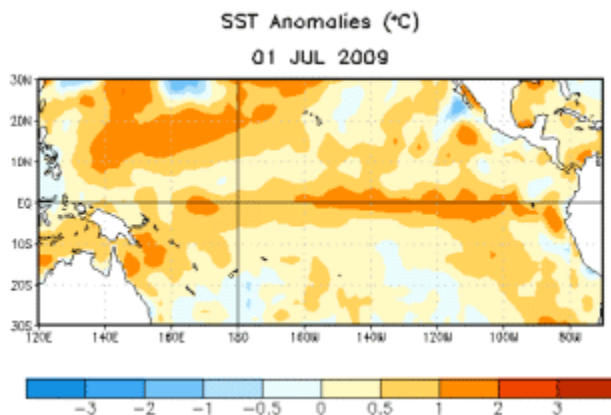 SST Anomalies (°C)
01 JUL 2009
30N
20N
10N
EQ
10S
20S
30S
120E 140E 160E 180 160W 140W 120W 100W 80W
-3 -2 -1 -0.5 0 0.5 1 2 3